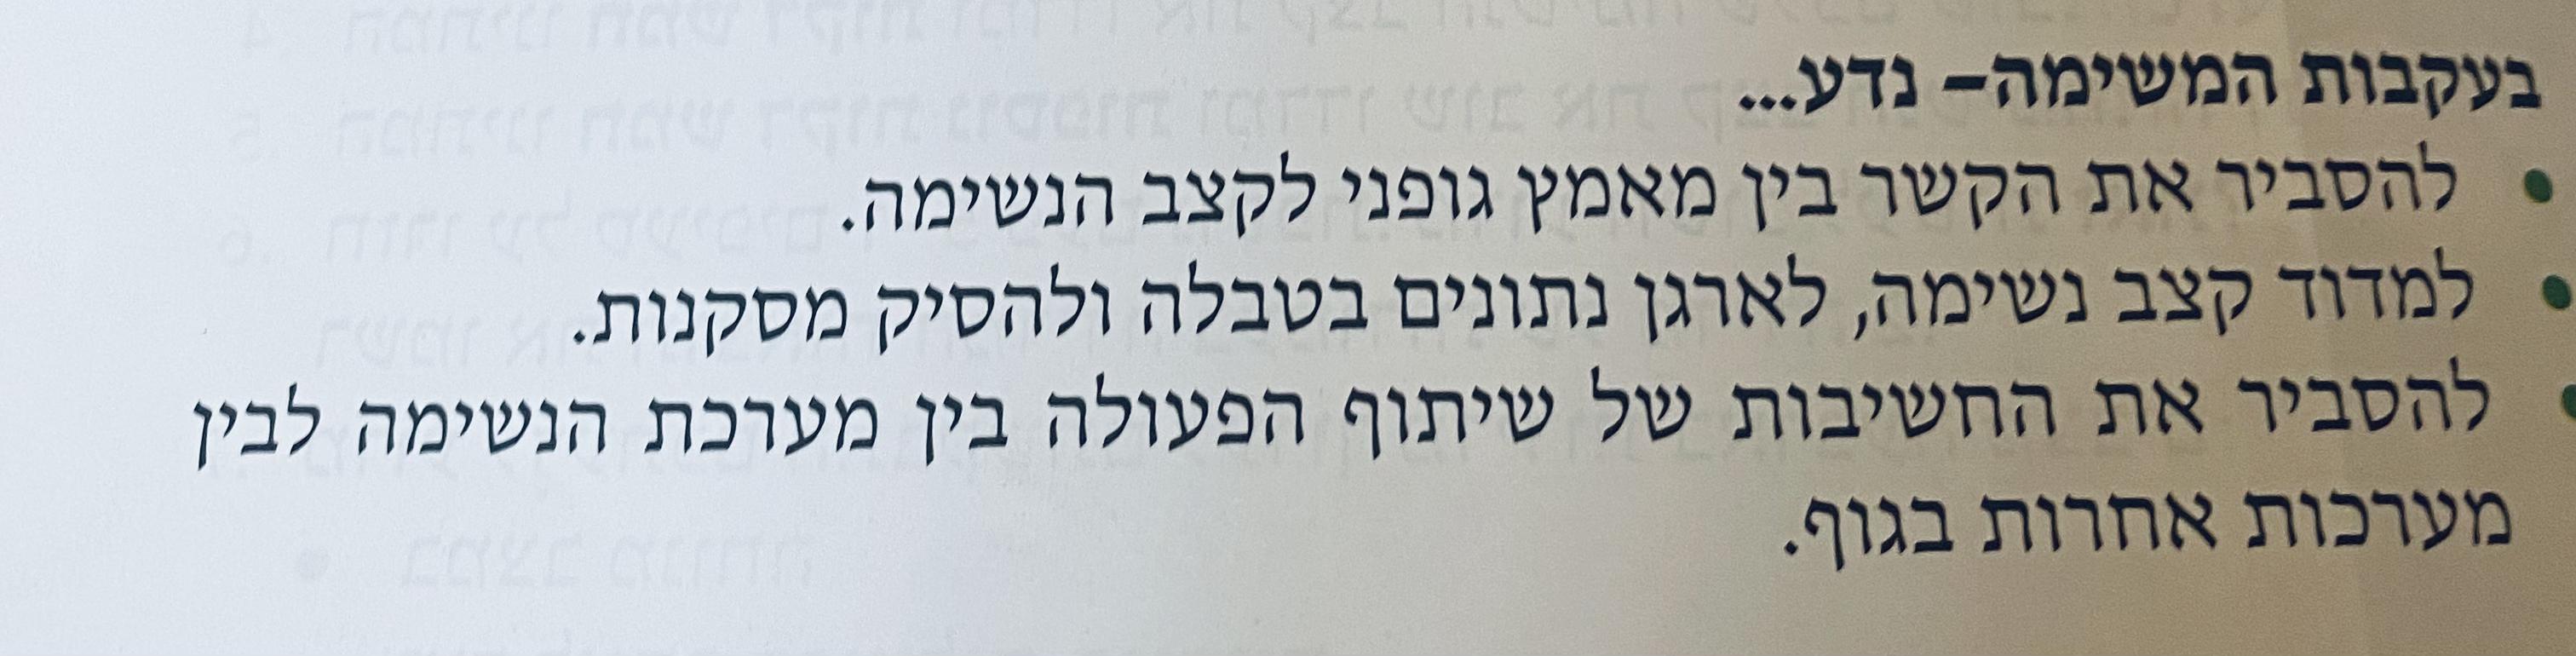 בעקבות המשימה– נדע...
• להסביר את הקשר בין מאמץ גופני לקצב הנשימה.
• למדוד קצב נשימה, לארגן נתונים בטבלה ולהסיק מסקנות.
• להסביר את החשיבות של שיתוף הפעולה בין מערכת הנשימה לבין
מערכות אחרות בגוף.